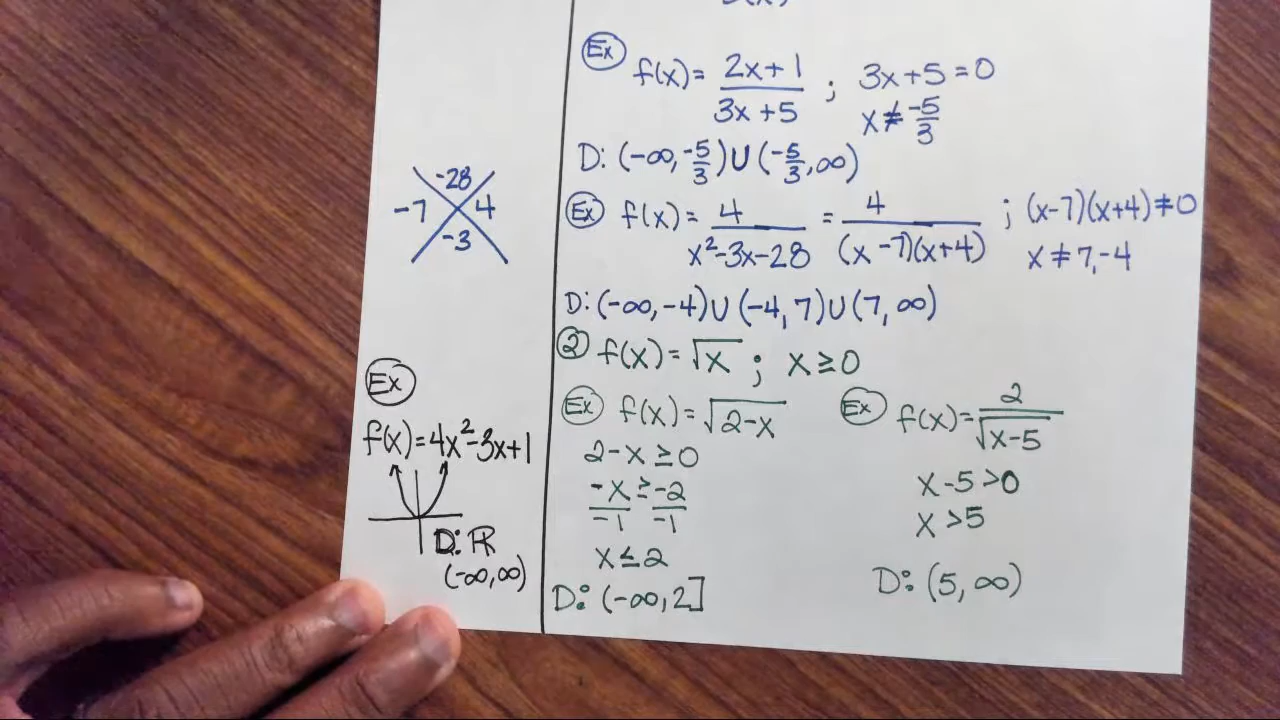 Ex
f(x) = 2x+1 / 3x+5 ; 3x+5 = 0
x ≠ -5/3
D: (-∞, -5/3) ∪ (-5/3, ∞)
-28
-7 4
-3
Ex f(x) = 4 / x²-3x-28 = 4 / (x-7)(x+4) ; (x-7)(x+4) ≠ 0
x ≠ 7, -4
D: (-∞, -4) ∪ (-4, 7) ∪ (7, ∞)
② f(x) = √x ; x ≥ 0
Ex f(x) = √2-x
2-x ≥ 0
-x ≥ -2
-1 -1
x ≤ 2
D: (-∞, 2]
Ex f(x) = 2 / √x-5
x-5 > 0
x > 5
D: (5, ∞)
Ex
f(x) = 4x²-3x+1
D: ℝ
(-∞, ∞)